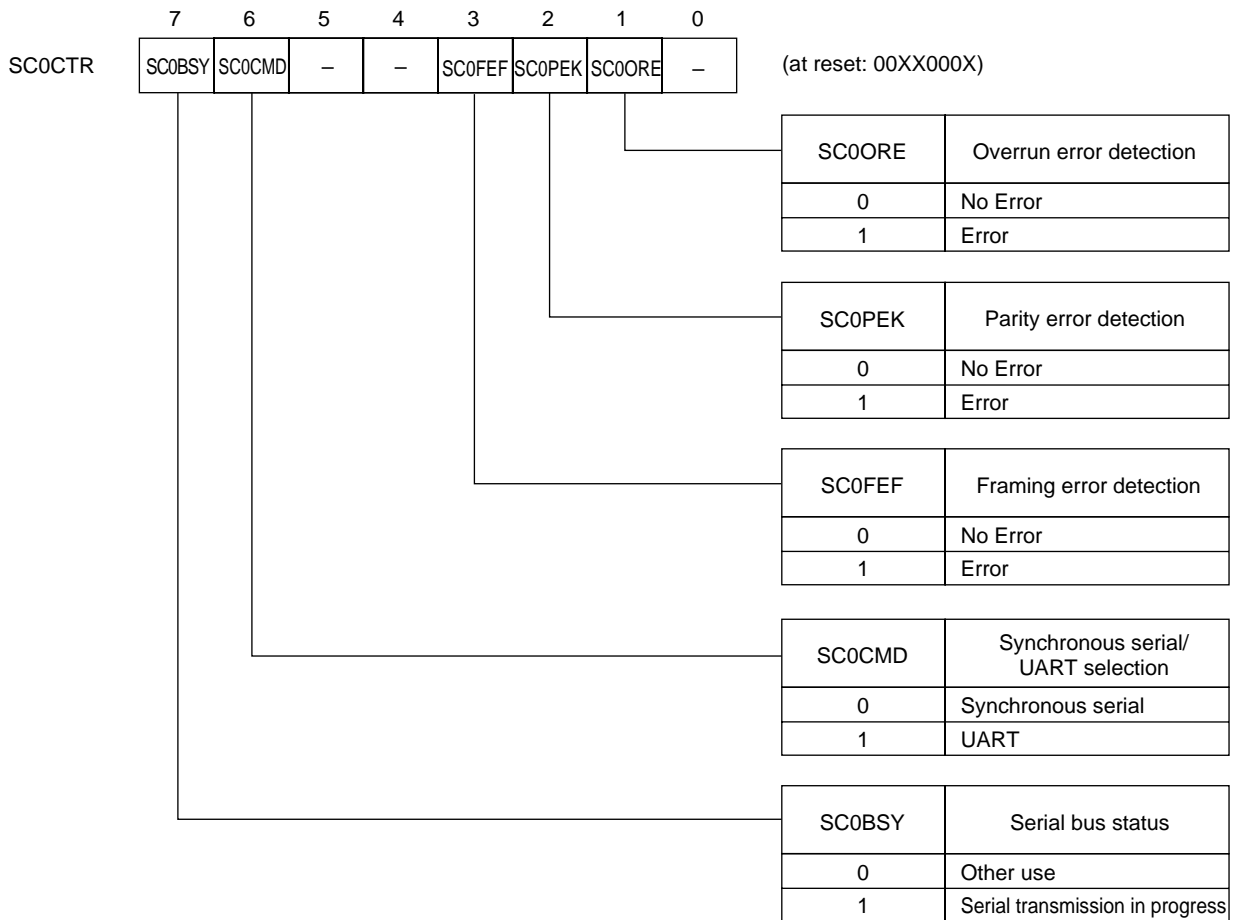 7 6 5 4 3 2 1 0
SC0CTR SC0BSY SC0CMD – – SC0FEF SC0PEK SC0ORE – (at reset: 00XX000X)
SC0ORE Overrun error detection
0 No Error
1 Error
SC0PEK Parity error detection
0 No Error
1 Error
SC0FEF Framing error detection
0 No Error
1 Error
SC0CMD Synchronous serial/
UART selection
0 Synchronous serial
1 UART
SC0BSY Serial bus status
0 Other use
1 Serial transmission in progress